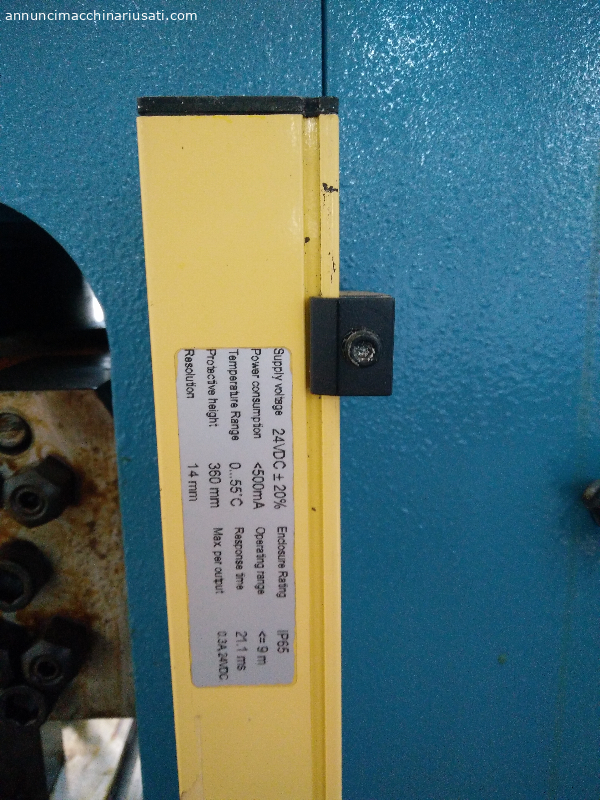 annuncimacchinariusati.com
Supply voltage 24VDC ± 20% Enclosure Rating IP65
Power consumption <500mA Operating range <= 9 m
Temperature Range 0...55°C Response time 21.1 ms
Protective height: 360 mm Max. per output 0.3A,24VDC
Resolution 14 mm